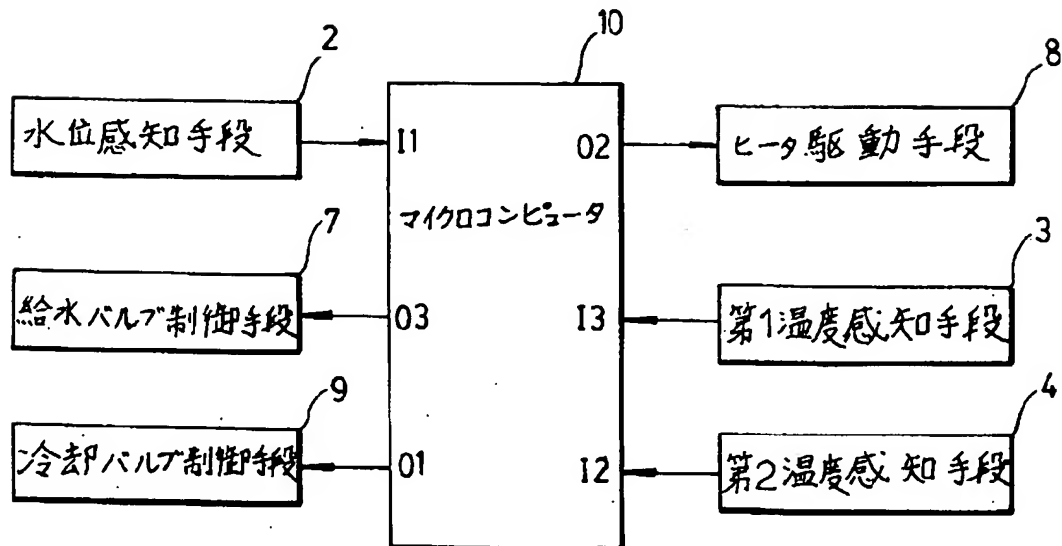 10
2
8
水位感知手段
I1
O2
ヒータ駆動手段
マイクロコンピュータ
7
3
給水バルブ制御手段
O3
I3
第1温度感知手段
9
4
冷却バルブ制御手段
O1
I2
第2温度感知手段